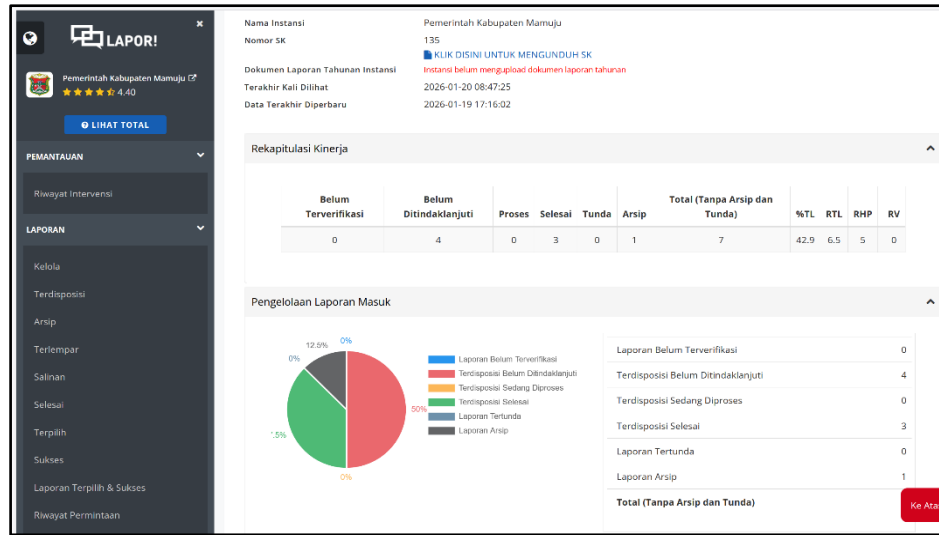 LAPOR!
×
Pemerintah Kabupaten Mamuju
4.40
LIHAT TOTAL
PEMANTAUAN
Riwayat Intervensi
LAPORAN
Kelola
Terdisposisi
Arsip
Terlempar
Salinan
Selesai
Terpilih
Sukses
Laporan Terpilih & Sukses
Riwayat Permintaan
Nama Instansi Pemerintah Kabupaten Mamuju
Nomor SK 135
KLIK DISINI UNTUK MENGUNDUH SK
Dokumen Laporan Tahunan Instansi Instansi belum mengupload dokumen laporan tahunan
Terakhir Kali Dilihat 2026-01-20 08:47:25
Data Terakhir Diperbaru 2026-01-19 17:16:02
Rekapitulasi Kinerja
Belum Terverifikasi Belum Ditindaklanjuti Proses Selesai Tunda Arsip Total (Tanpa Arsip dan Tunda) %TL RTL RHP RV
0 4 0 3 0 1 7 42.9 6.5 5 0
Pengelolaan Laporan Masuk
12.5% 0%
0%
50%
.5%
0%
Laporan Belum Terverifikasi
Terdisposisi Belum Ditindaklanjuti
Terdisposisi Sedang Diproses
Terdisposisi Selesai
Laporan Tertunda
Laporan Arsip
Laporan Belum Terverifikasi 0
Terdisposisi Belum Ditindaklanjuti 4
Terdisposisi Sedang Diproses 0
Terdisposisi Selesai 3
Laporan Tertunda 0
Laporan Arsip 1
Total (Tanpa Arsip dan Tunda)
Ke Ata